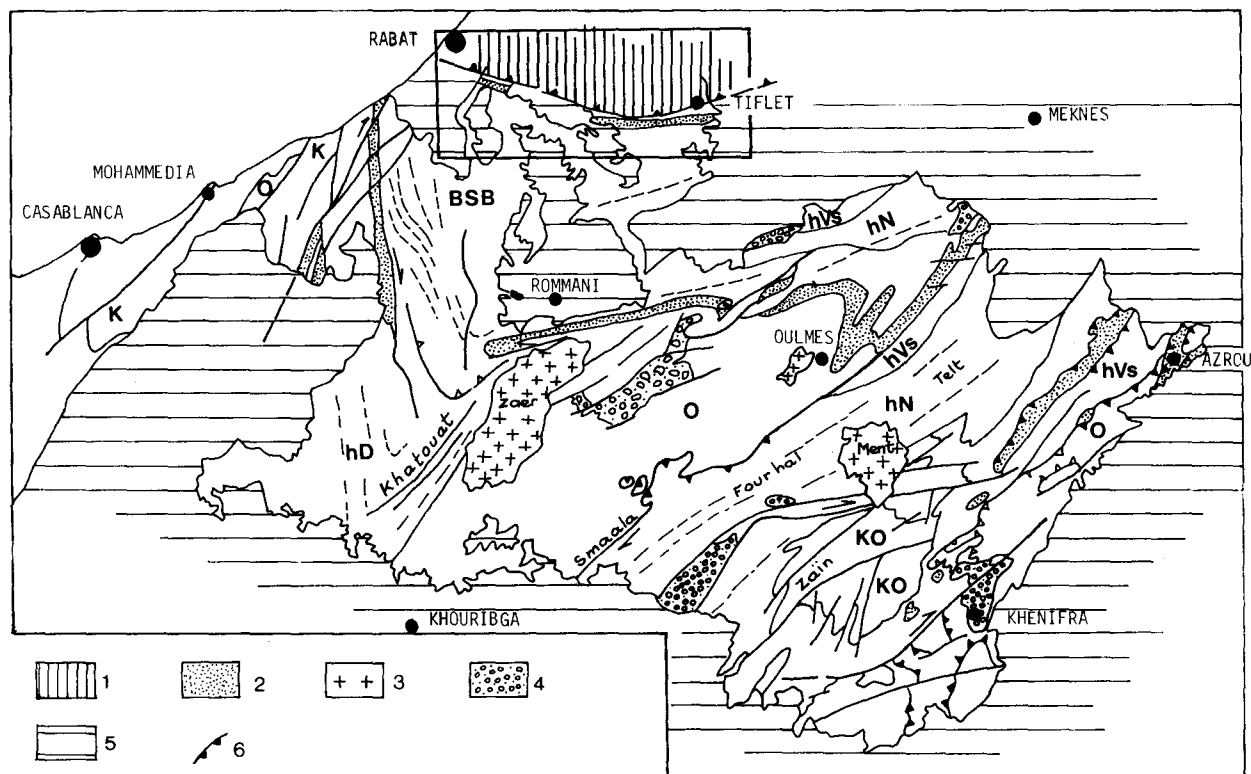 RABAT
TIFLET
MEKNES
K
MOHAMMEDIA
O
BSB
CASABLANCA
hVs
hN
K
ROMMANI
OULMES
hVs
hVs
AZROU
Telt
Zaer
O
hN
O
hD
Khatouat
Ment
Fourhal
Smaala
KO
Zain
KO
KHOURIBGA
KHENIFRA
1
2
3
4
5
6